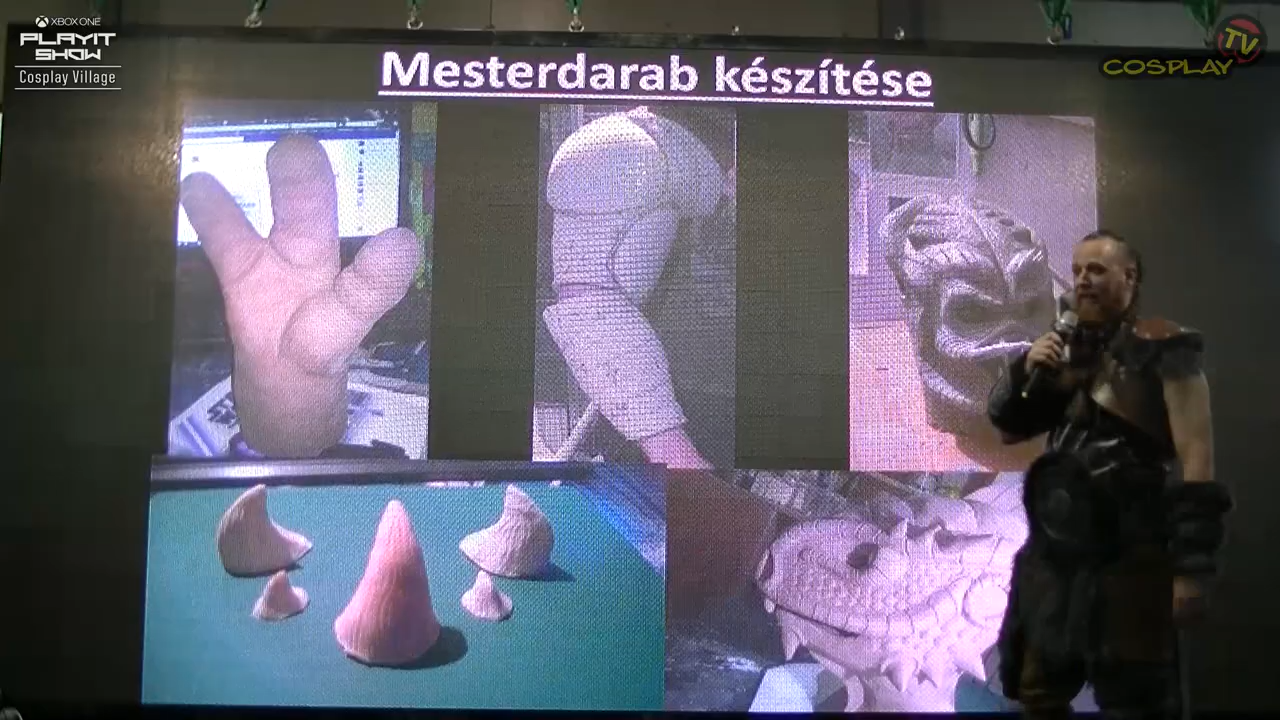 XBOX ONE
PLAYIT
SHOW
Cosplay Village
Mesterdarab készítése
TV
COSPLAY